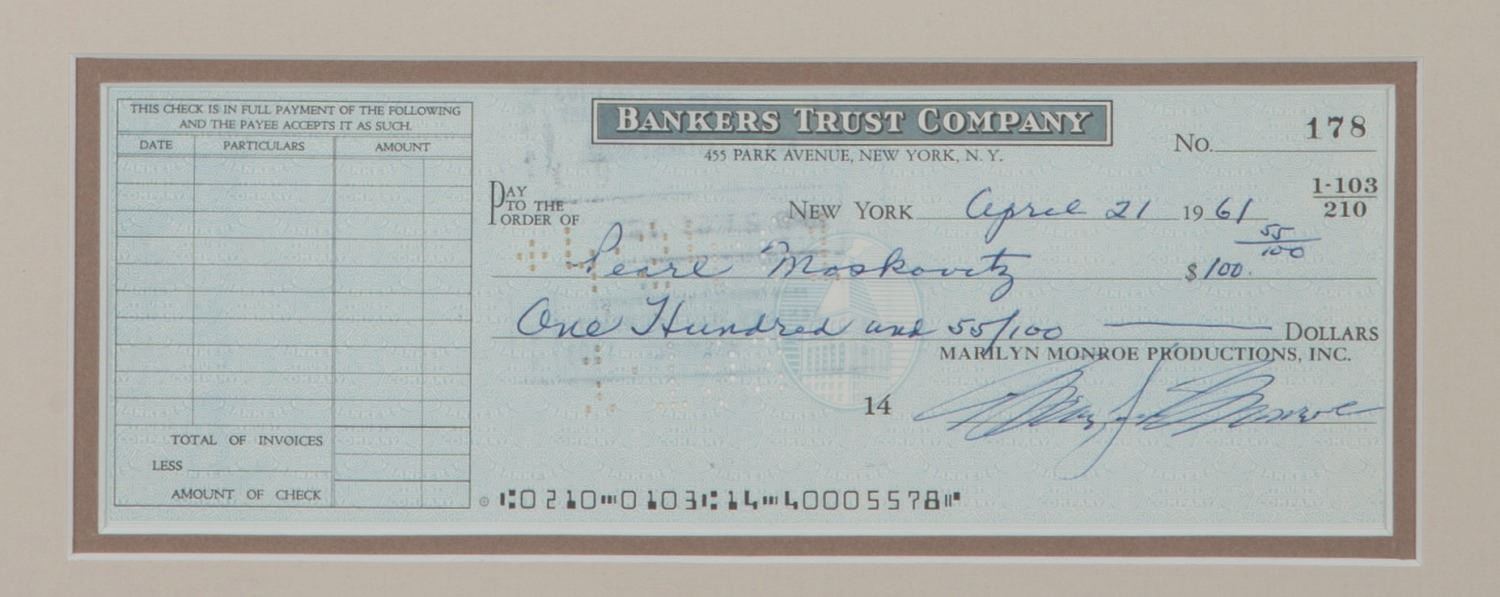 THIS CHECK IS IN FULL PAYMENT OF THE FOLLOWING
AND THE PAYEE ACCEPTS IT AS SUCH.
DATE PARTICULARS AMOUNT
TOTAL OF INVOICES
LESS
AMOUNT OF CHECK
BANKERS TRUST COMPANY
455 PARK AVENUE, NEW YORK, N. Y.
No. 178
1-103
210
PAY
TO THE
ORDER OF
NEW YORK April 21 1961
Pearl Moskovitz $100. 55/100
One Hundred and 55/100 DOLLARS
MARILYN MONROE PRODUCTIONS, INC.
14 Marilyn Monroe
⑆0210⑉0103⑆14⑉40005578⑈